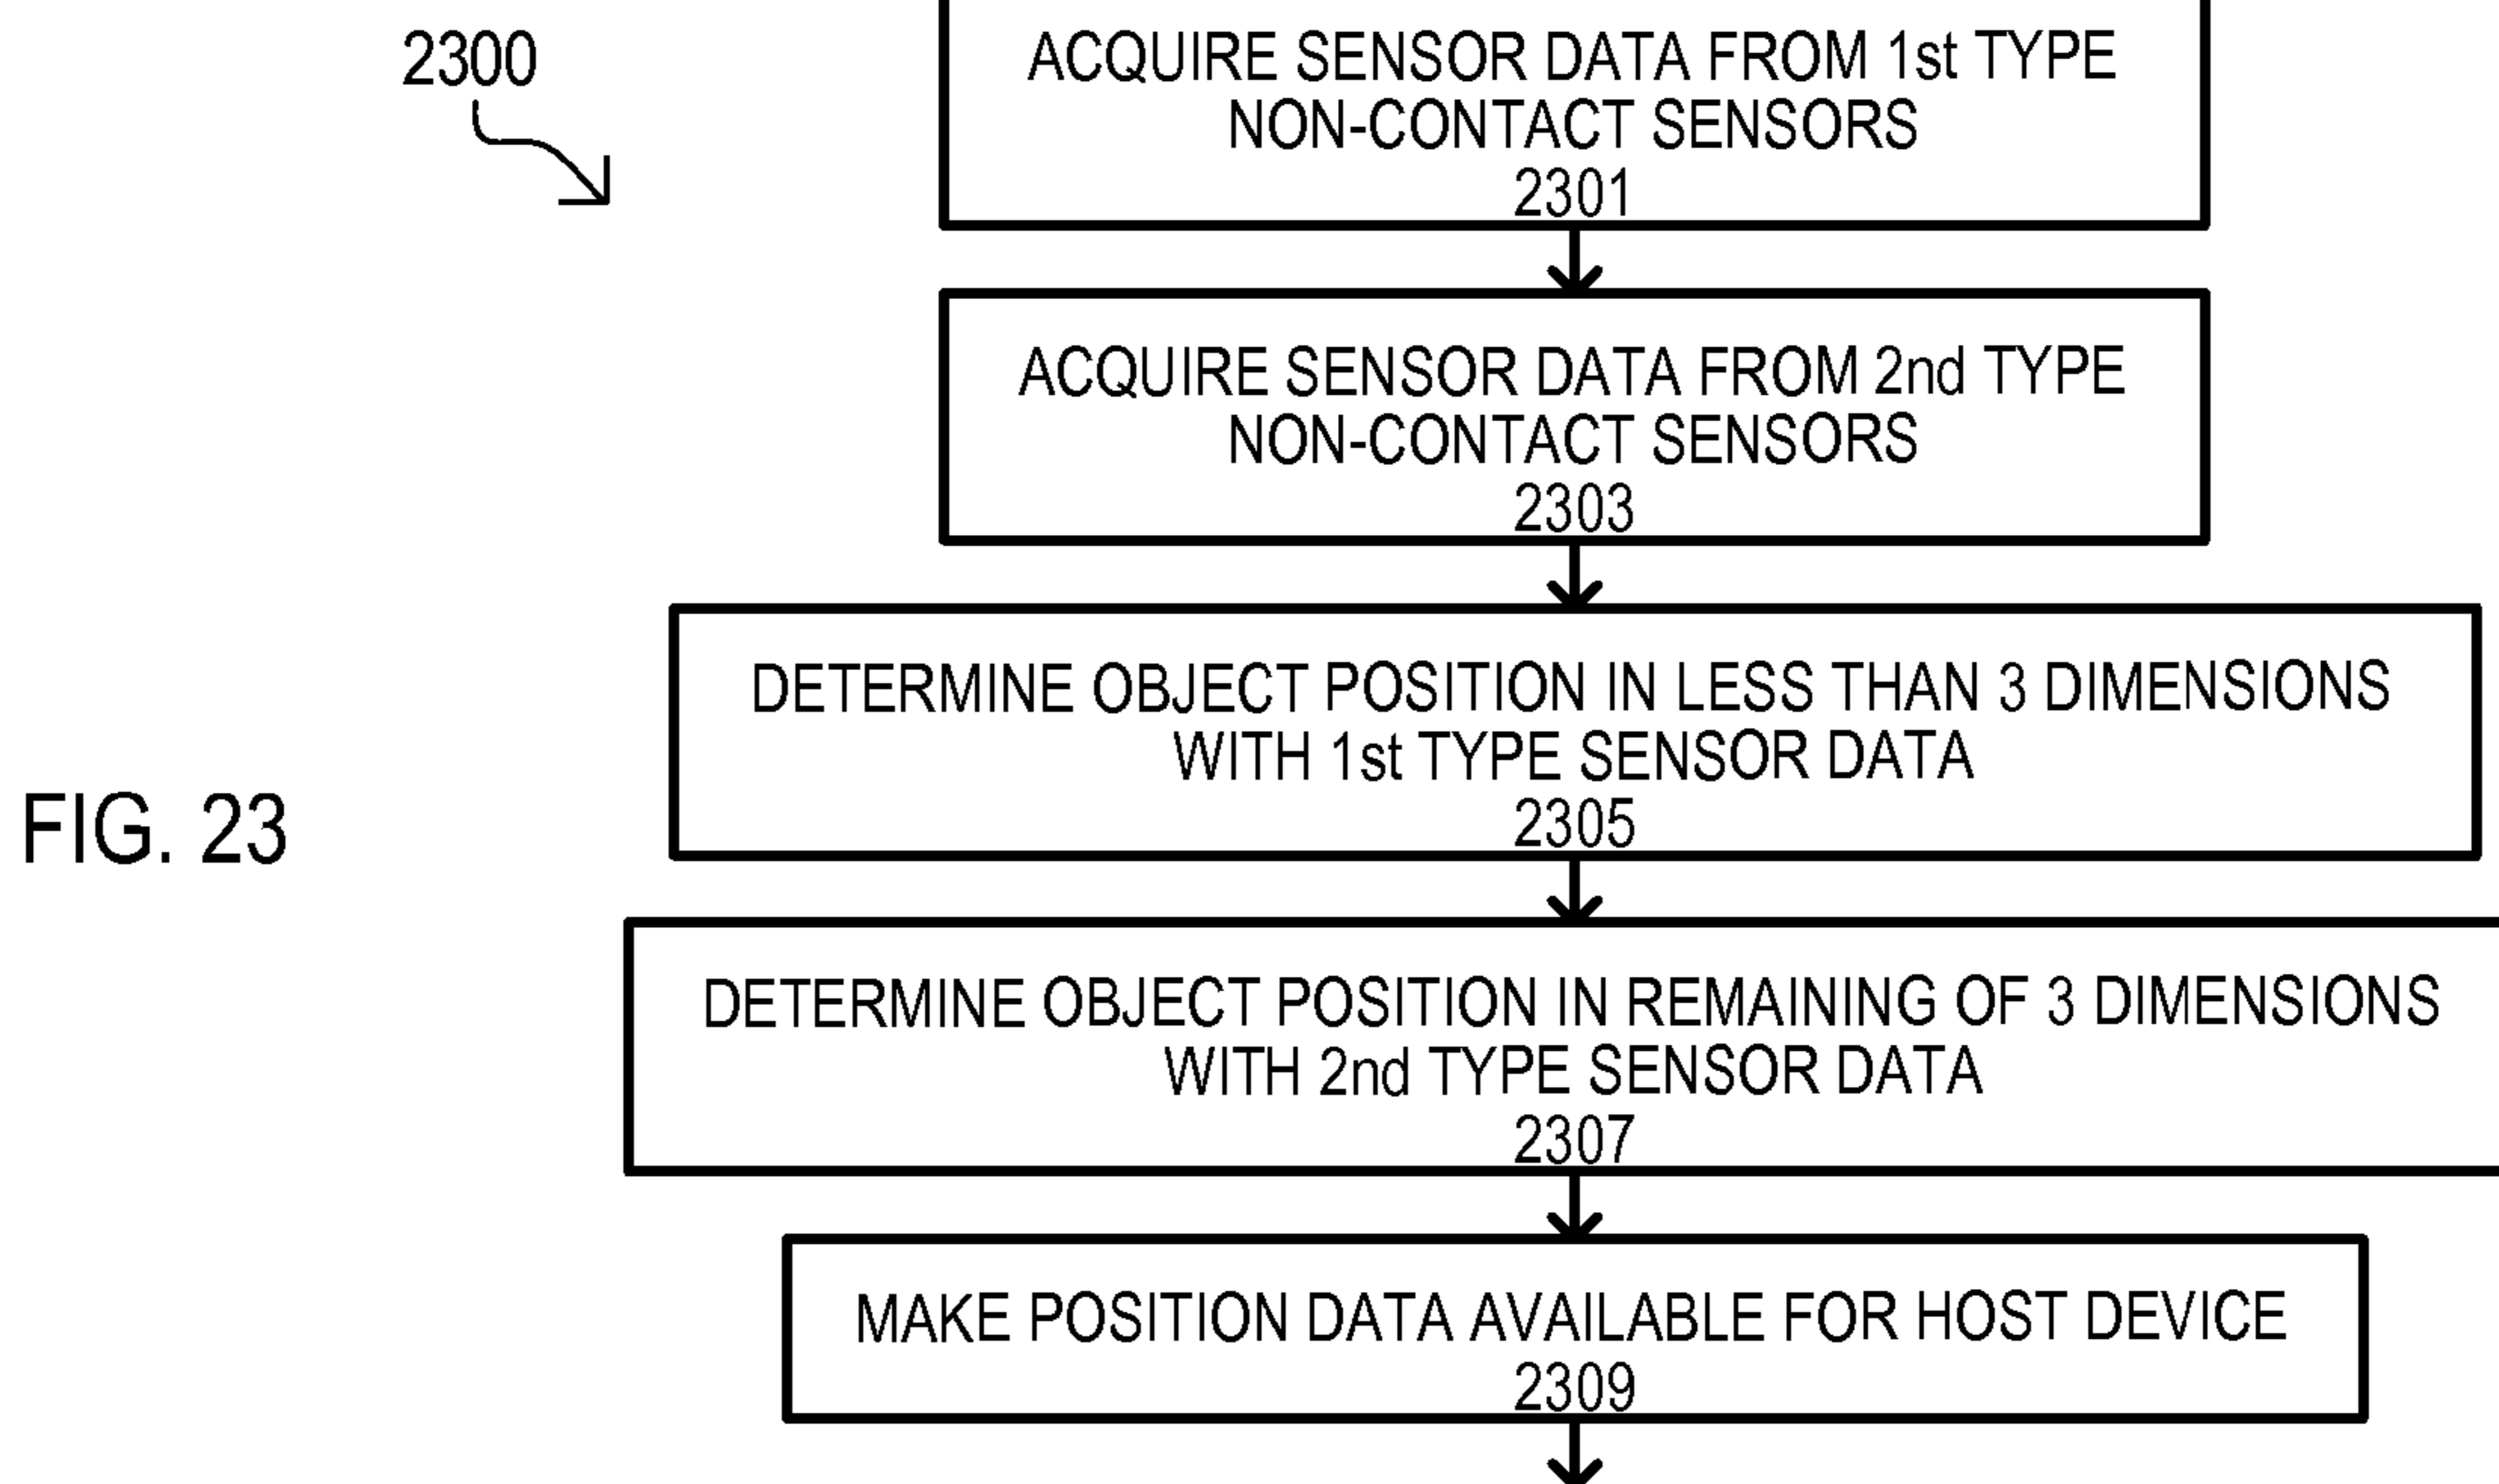 2300
ACQUIRE SENSOR DATA FROM 1st TYPE
NON-CONTACT SENSORS
2301
ACQUIRE SENSOR DATA FROM 2nd TYPE
NON-CONTACT SENSORS
2303
DETERMINE OBJECT POSITION IN LESS THAN 3 DIMENSIONS
WITH 1st TYPE SENSOR DATA
2305
FIG. 23
DETERMINE OBJECT POSITION IN REMAINING OF 3 DIMENSIONS
WITH 2nd TYPE SENSOR DATA
2307
MAKE POSITION DATA AVAILABLE FOR HOST DEVICE
2309